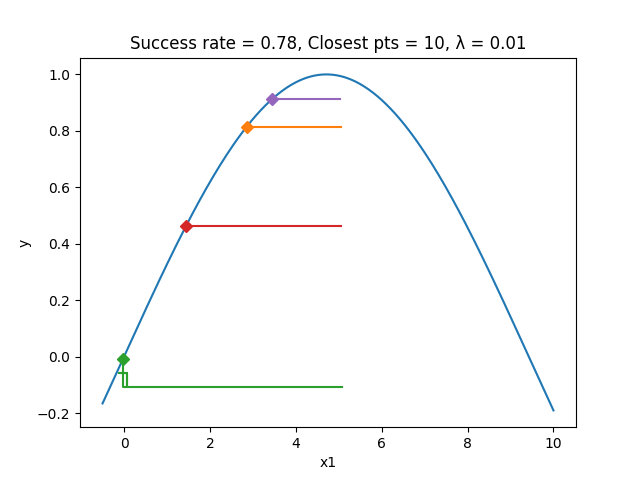 Success rate = 0.78, Closest pts = 10, λ = 0.01
1.0
0.8
0.6
0.4
0.2
0.0
−0.2
y
0 2 4 6 8 10
x1